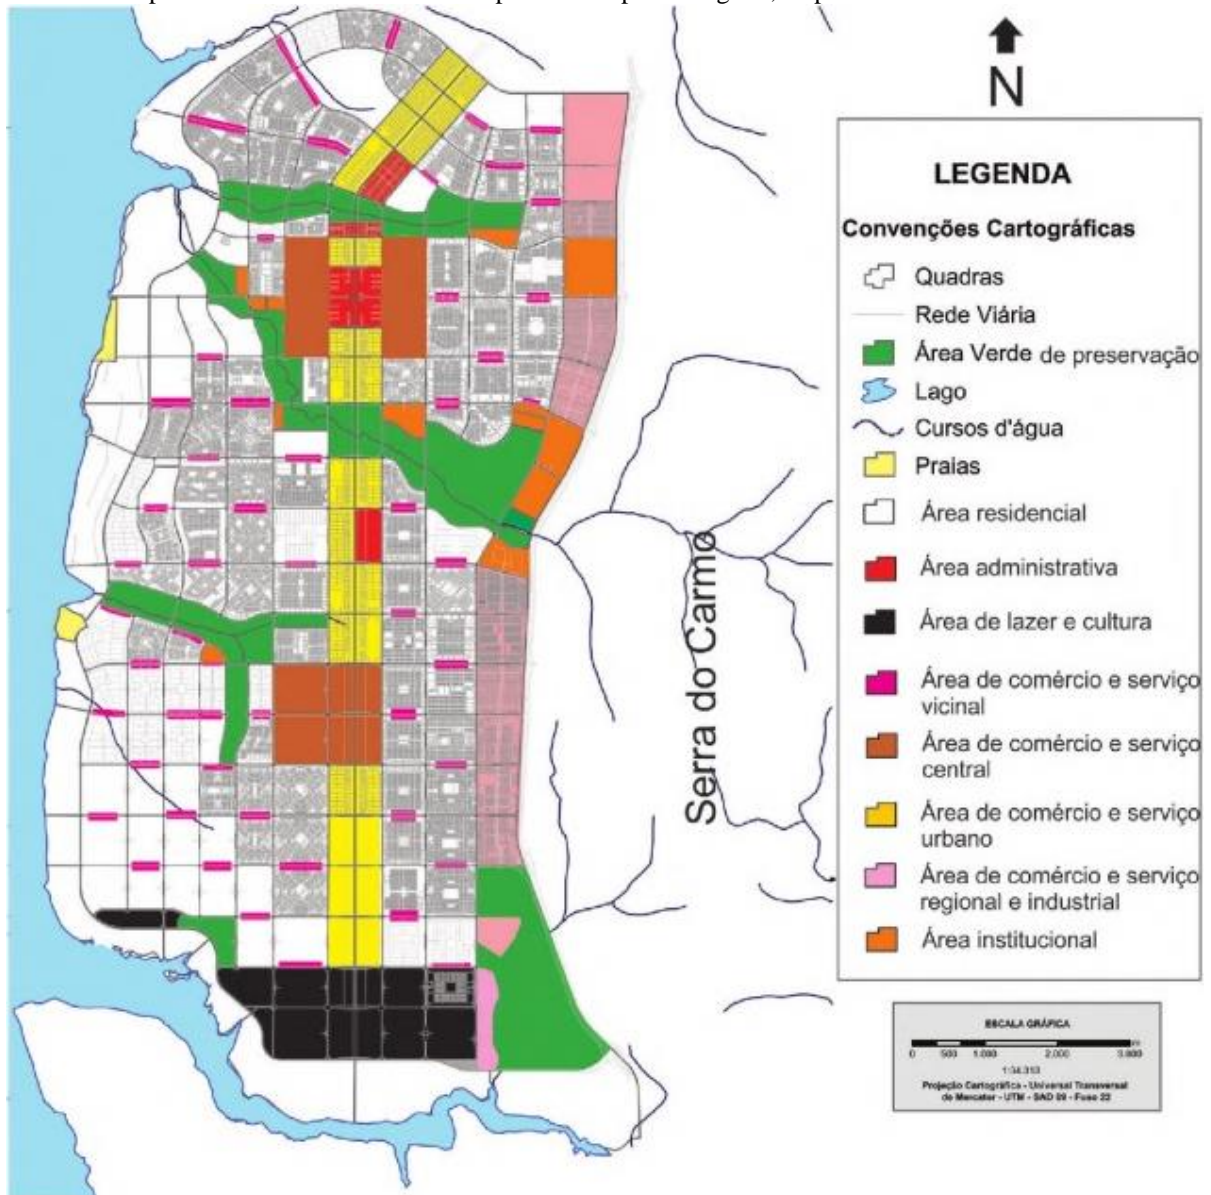 N
LEGENDA
Convenções Cartográficas
Quadras
Rede Viária
Área Verde de preservação
Lago
Cursos d'água
Praias
Área residencial
Área administrativa
Área de lazer e cultura
Área de comércio e serviço
vicinal
Área de comércio e serviço
central
Área de comércio e serviço
urbano
Área de comércio e serviço
regional e industrial
Área institucional
Serra do Carmo
ESCALA GRÁFICA
0 500 1.000 2.000 3.000
Projeção Cartográfica - Universal Transversal
de Mercator - UTM - SAD 69 - Fuso 22